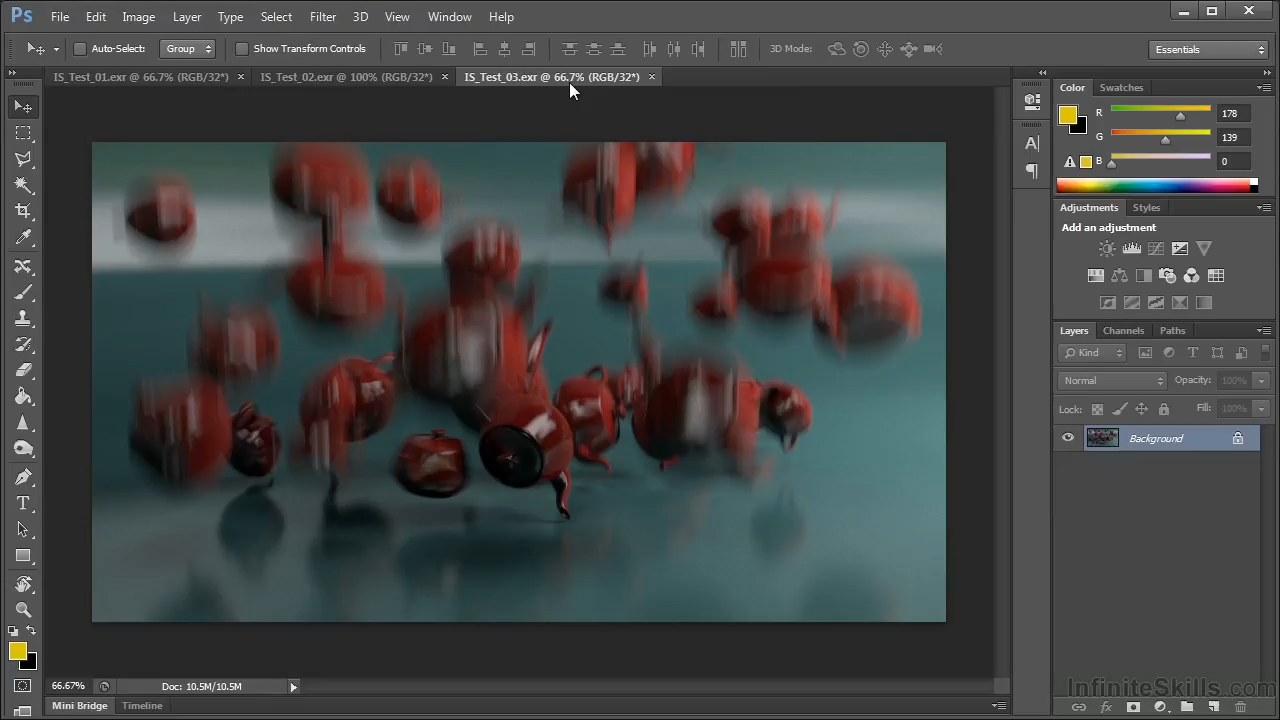 Ps File Edit Image Layer Type Select Filter 3D View Window Help
Auto-Select: Group Show Transform Controls 3D Mode: Essentials
IS_Test_01.exr @ 66.7% (RGB/32*) × IS_Test_02.exr @ 100% (RGB/32*) × IS_Test_03.exr @ 66.7% (RGB/32*) ×
Color Swatches
R 178
G 139
B 0
Adjustments Styles
Add an adjustment
Layers Channels Paths
Kind
Normal Opacity: 100%
Lock: Fill: 100%
Background
66.67% Doc: 10.5M/10.5M
Mini Bridge Timeline
InfiniteSkills.com